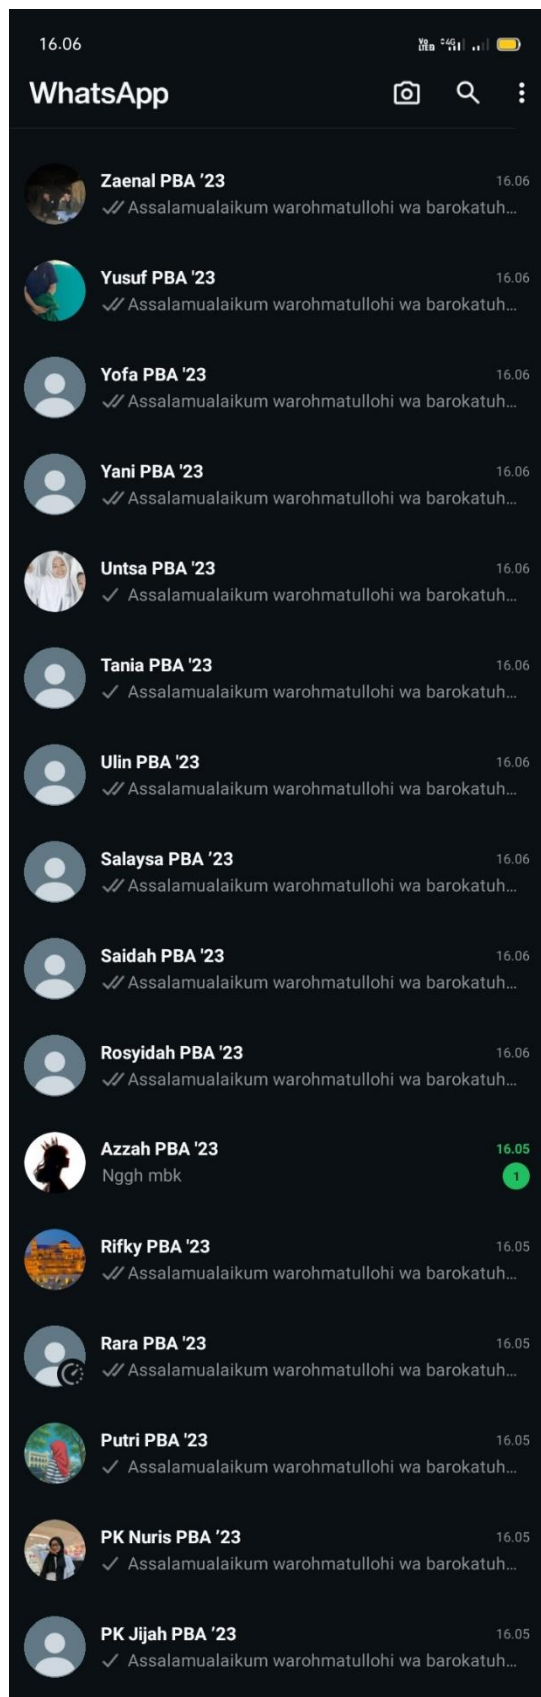 16.06
Vo LTE 4G
WhatsApp
Zaenal PBA ’23 16.06
Assalamualaikum warohmatullohi wa barokatuh...
Yusuf PBA '23 16.06
Assalamualaikum warohmatullohi wa barokatuh...
Yofa PBA '23 16.06
Assalamualaikum warohmatullohi wa barokatuh...
Yani PBA '23 16.06
Assalamualaikum warohmatullohi wa barokatuh...
Untsa PBA '23 16.06
Assalamualaikum warohmatullohi wa barokatuh...
Tania PBA '23 16.06
Assalamualaikum warohmatullohi wa barokatuh...
Ulin PBA '23 16.06
Assalamualaikum warohmatullohi wa barokatuh...
Salaysa PBA ’23 16.06
Assalamualaikum warohmatullohi wa barokatuh...
Saidah PBA '23 16.06
Assalamualaikum warohmatullohi wa barokatuh...
Rosyidah PBA '23 16.06
Assalamualaikum warohmatullohi wa barokatuh...
Azzah PBA '23 16.05
Nggh mbk 1
Rifky PBA '23 16.05
Assalamualaikum warohmatullohi wa barokatuh...
Rara PBA '23 16.05
Assalamualaikum warohmatullohi wa barokatuh...
Putri PBA '23 16.05
Assalamualaikum warohmatullohi wa barokatuh...
PK Nuris PBA ’23 16.05
Assalamualaikum warohmatullohi wa barokatuh...
PK Jijah PBA ’23 16.05
Assalamualaikum warohmatullohi wa barokatuh...